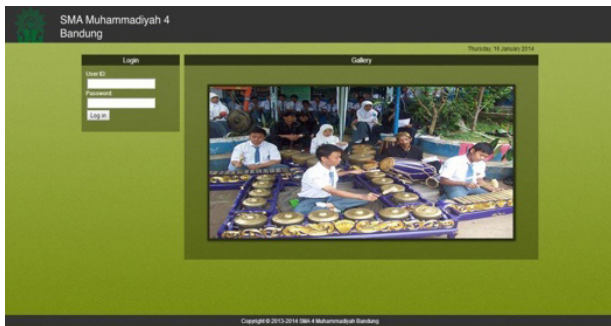 SMA Muhammadiyah 4
Bandung
Thursday, 16 January 2014
Login
Gallery
User ID
Password
Log in
Copyright © 2013-2014 SMA 4 Muhammadiyah Bandung